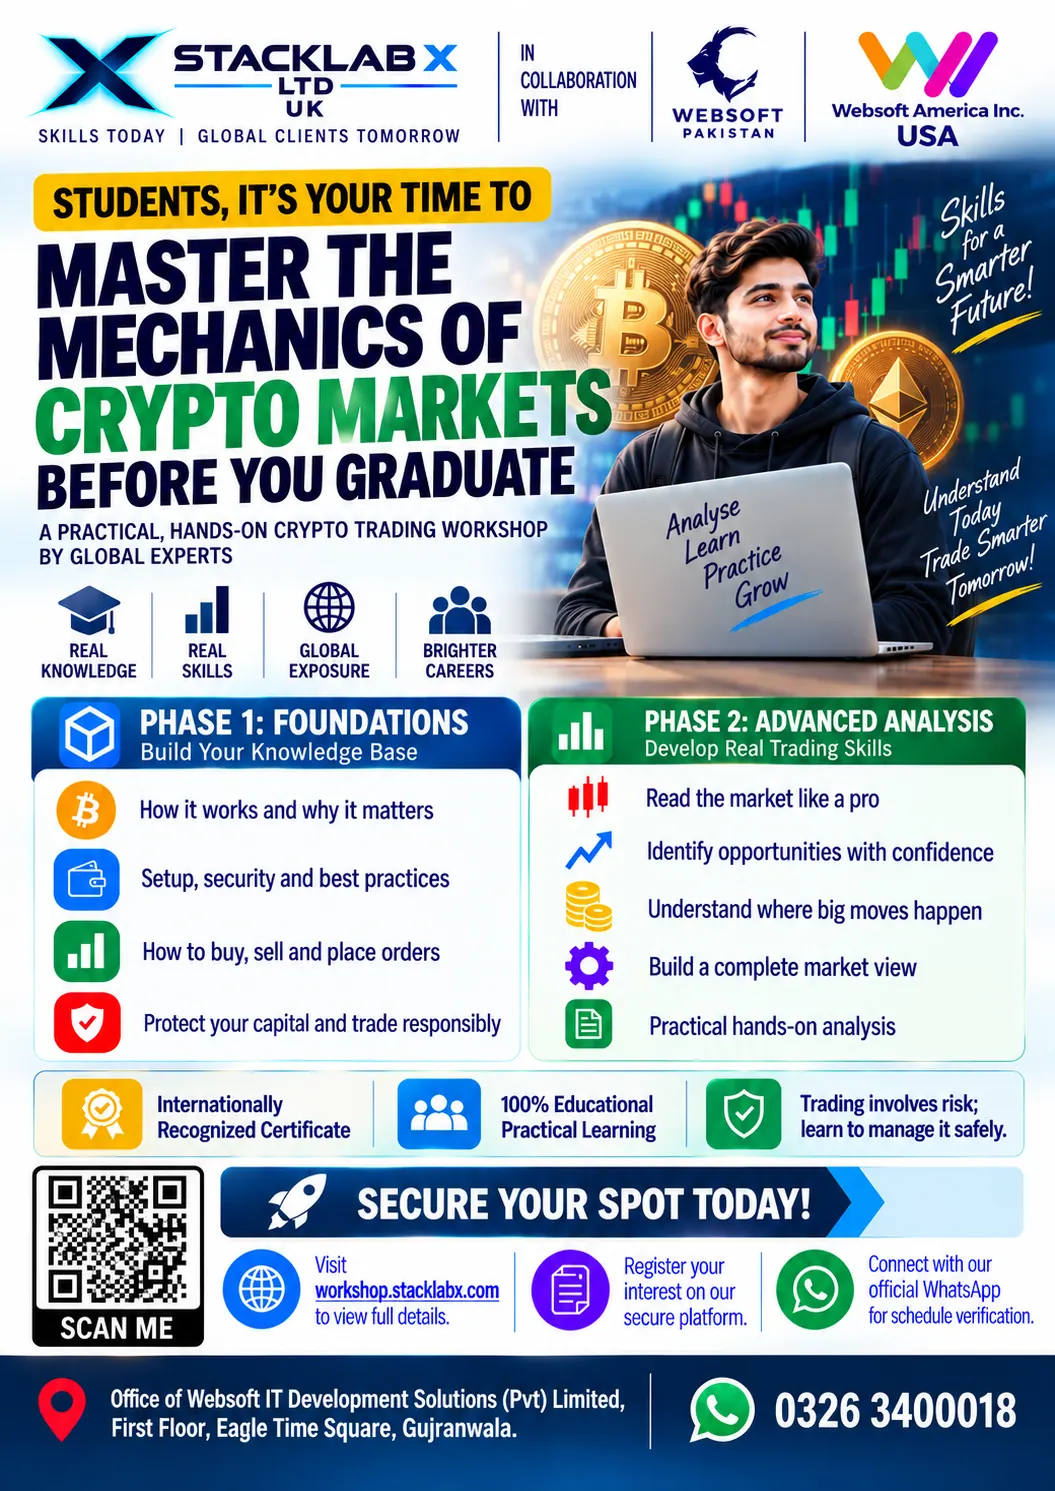 STACKLAB X
LTD
UK
SKILLS TODAY | GLOBAL CLIENTS TOMORROW
IN
COLLABORATION
WITH
WEBSOFT
PAKISTAN
Websoft America Inc.
USA
STUDENTS, IT'S YOUR TIME TO
MASTER THE
MECHANICS OF
CRYPTO MARKETS
BEFORE YOU GRADUATE
A PRACTICAL, HANDS-ON CRYPTO TRADING WORKSHOP
BY GLOBAL EXPERTS
Skills
for a
Smarter
Future!
Understand
Today
Trade Smarter
Tomorrow!
Analyse
Learn
Practice
Grow
REAL
KNOWLEDGE
REAL
SKILLS
GLOBAL
EXPOSURE
BRIGHTER
CAREERS
PHASE 1: FOUNDATIONS
Build Your Knowledge Base
How it works and why it matters
Setup, security and best practices
How to buy, sell and place orders
Protect your capital and trade responsibly
PHASE 2: ADVANCED ANALYSIS
Develop Real Trading Skills
Read the market like a pro
Identify opportunities with confidence
Understand where big moves happen
Build a complete market view
Practical hands-on analysis
Internationally
Recognized Certificate
100% Educational
Practical Learning
Trading involves risk;
learn to manage it safely.
SCAN ME
SECURE YOUR SPOT TODAY!
Visit
workshop.stacklabx.com
to view full details.
Register your
interest on our
secure platform.
Connect with our
official WhatsApp
for schedule verification.
Office of Websoft IT Development Solutions (Pvt) Limited,
First Floor, Eagle Time Square, Gujranwala.
0326 3400018